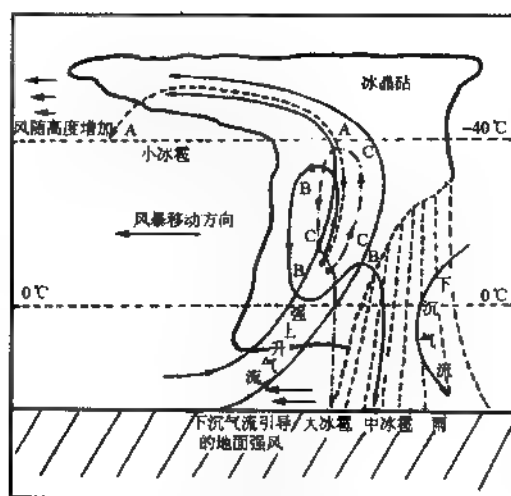 冰晶砧
风随高度增加
A
A
-40℃
小冰雹
C
B
风暴移动方向
C
B
B
0℃
0℃
强上升气流
下沉气流
下沉气流引导
的地面强风
大冰雹
中冰雹
雨